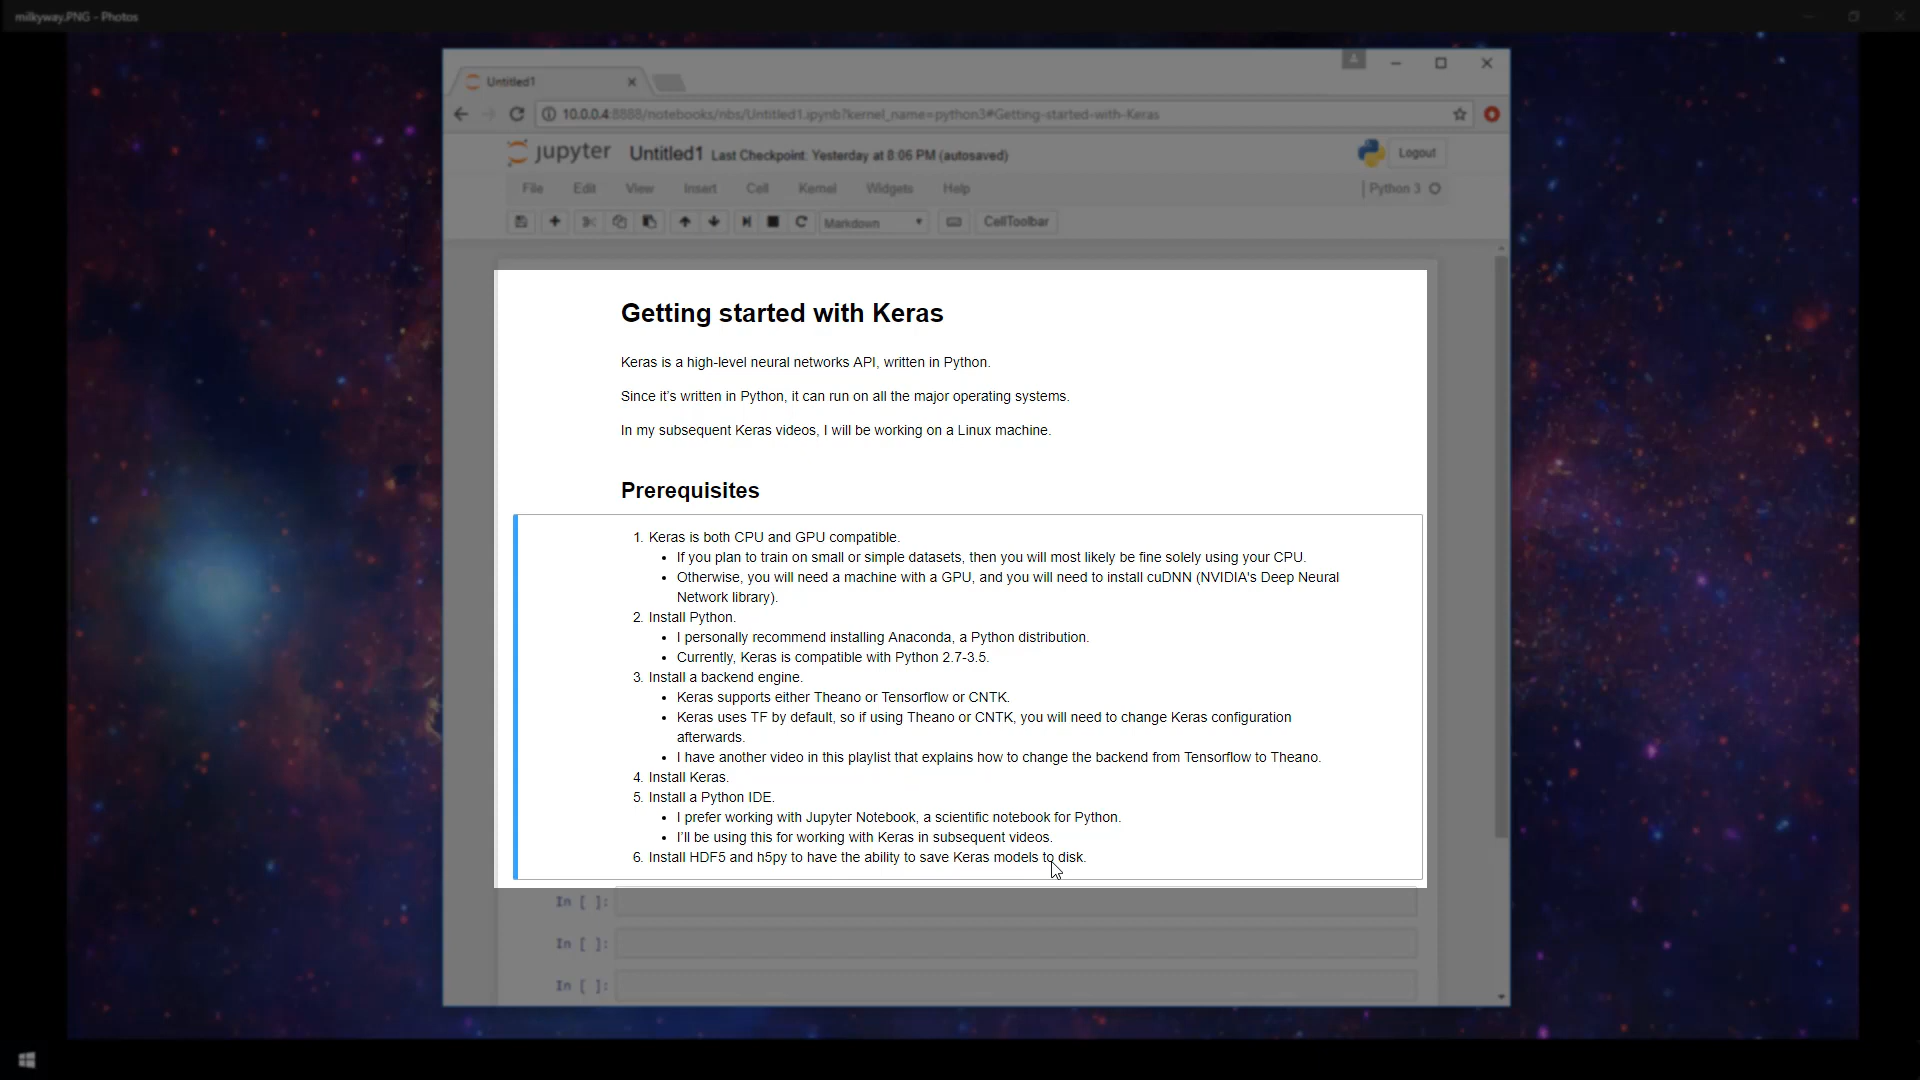 milkyway.PNG - Photos
Untitled1
10.0.0.4:8888/notebooks/nbs/Untitled1.ipynb?kernel_name=python3#Getting-started-with-Keras
jupyter Untitled1 Last Checkpoint: Yesterday at 8:06 PM (autosaved)
Logout
File Edit View Insert Cell Kernel Widgets Help
Python 3
Markdown CellToolbar
Getting started with Keras
Keras is a high-level neural networks API, written in Python.
Since it's written in Python, it can run on all the major operating systems.
In my subsequent Keras videos, I will be working on a Linux machine.
Prerequisites
1. Keras is both CPU and GPU compatible.
• If you plan to train on small or simple datasets, then you will most likely be fine solely using your CPU.
• Otherwise, you will need a machine with a GPU, and you will need to install cuDNN (NVIDIA's Deep Neural
Network library).
2. Install Python.
• I personally recommend installing Anaconda, a Python distribution.
• Currently, Keras is compatible with Python 2.7-3.5.
3. Install a backend engine.
• Keras supports either Theano or Tensorflow or CNTK.
• Keras uses TF by default, so if using Theano or CNTK, you will need to change Keras configuration
afterwards.
• I have another video in this playlist that explains how to change the backend from Tensorflow to Theano.
4. Install Keras.
5. Install a Python IDE.
• I prefer working with Jupyter Notebook, a scientific notebook for Python.
• I'll be using this for working with Keras in subsequent videos.
6. Install HDF5 and h5py to have the ability to save Keras models to disk.
In [ ]:
In [ ]:
In [ ]: